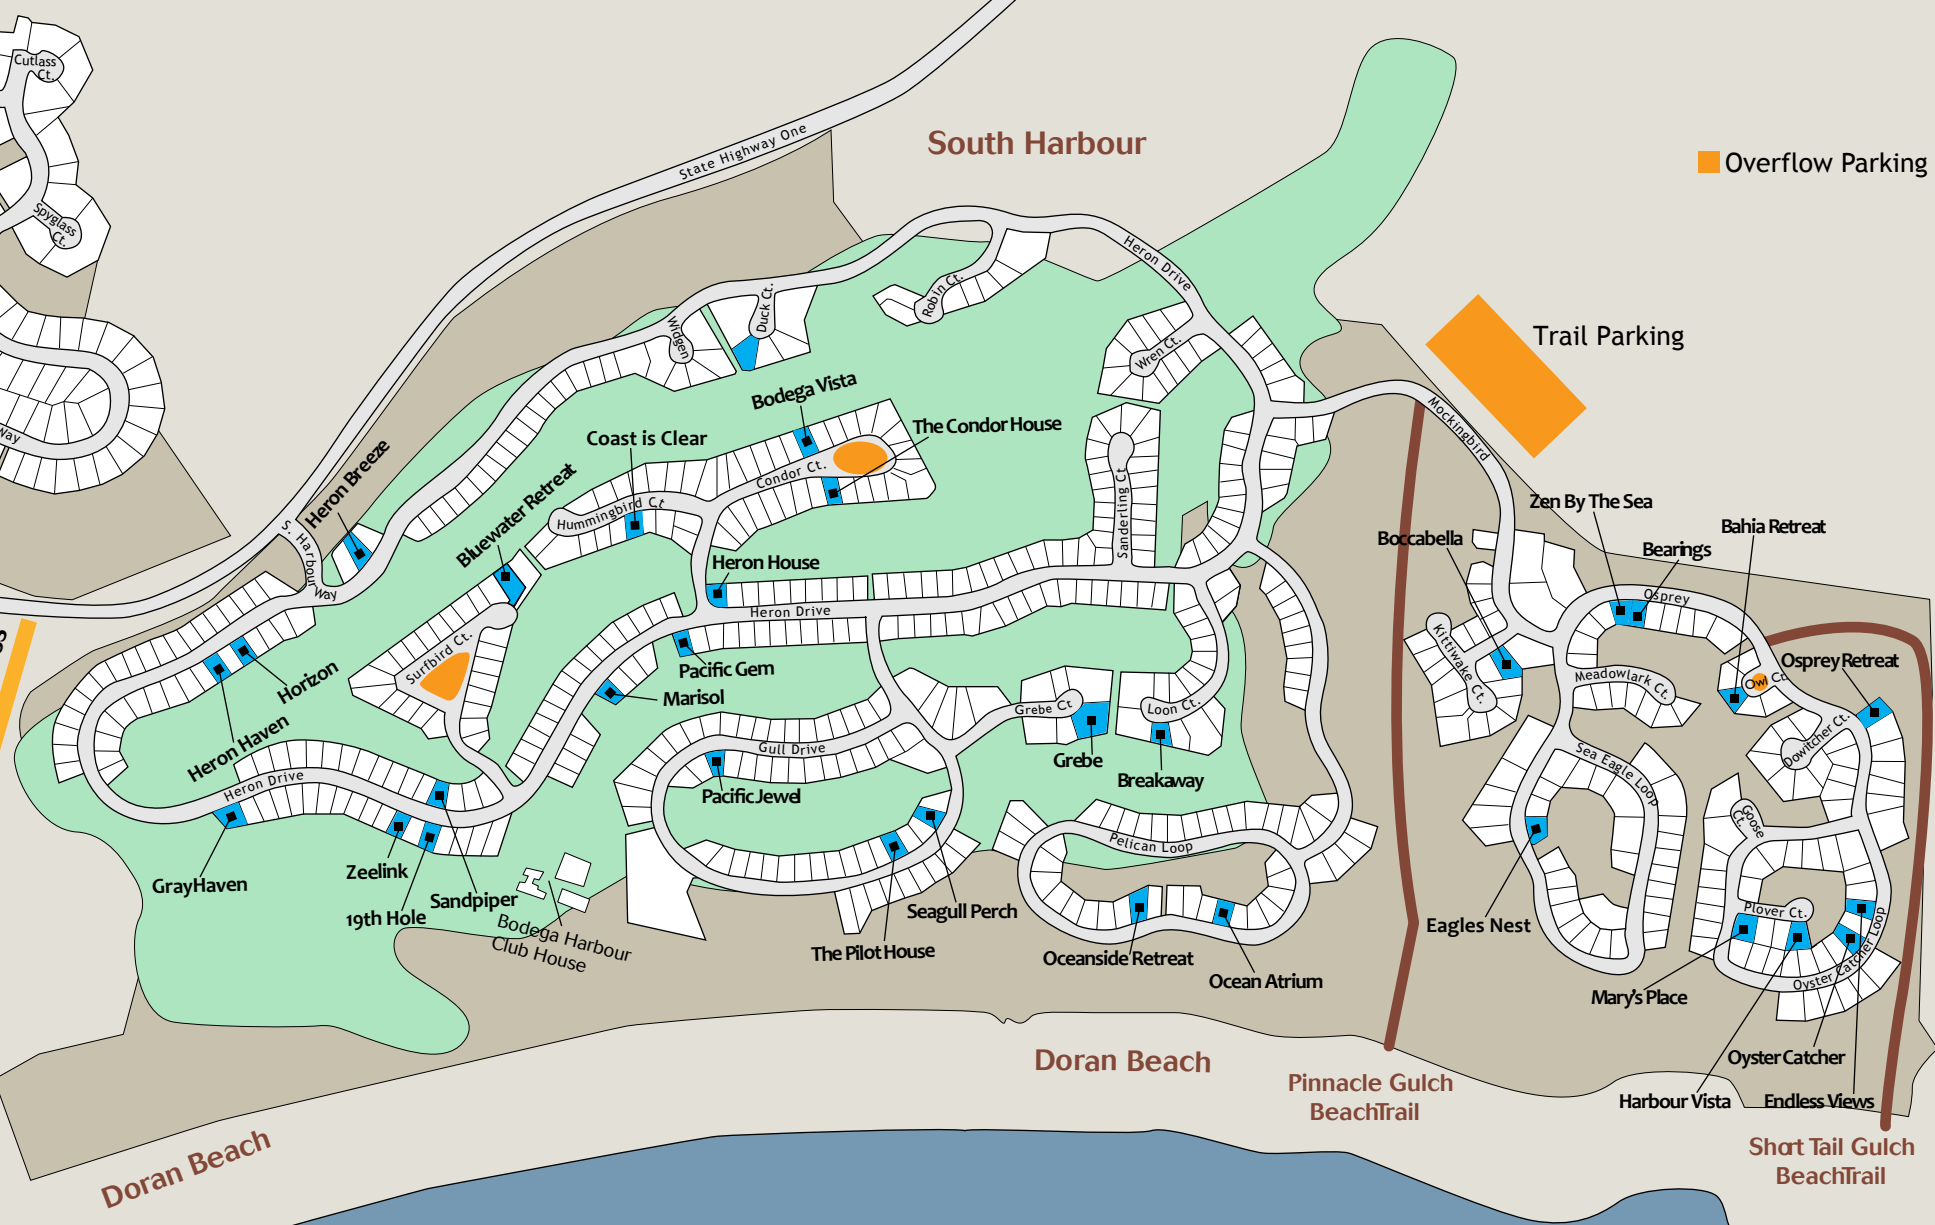 Cutlass
Ct.
Spyglass
Ct.
Way
State Highway One
South Harbour
Overflow Parking
Trail Parking
Heron Drive
Robin Ct.
Duck Ct.
Widgen
Wren Ct.
Mockingbird
Bodega Vista
The Condor House
Coast is Clear
Condor Ct.
Hummingbird Ct
Bluewater Retreat
Heron Breeze
S. Harbour Way
Sanderling Ct
Heron House
Heron Drive
Surfbird Ct.
Pacific Gem
Marisol
Horizon
Heron Haven
Heron Drive
GrayHaven
Zeelink
19th Hole
Sandpiper
Bodega Harbour
Club House
Gull Drive
Pacific Jewel
Grebe Ct
Grebe
Loon Ct.
Breakaway
Pelican Loop
Seagull Perch
The Pilot House
Oceanside Retreat
Ocean Atrium
Zen By The Sea
Boccabella
Bearings
Bahia Retreat
Osprey
Osprey Retreat
Kittiwake Ct.
Meadowlark Ct.
Owl Ct
Dowitcher Ct.
Sea Eagle Loop
Goose
Ct.
Eagles Nest
Plover Ct.
Oyster Catcher Loop
Mary's Place
Oyster Catcher
Harbour Vista
Endless Views
Doran Beach
Doran Beach
Pinnacle Gulch
BeachTrail
Short Tail Gulch
BeachTrail